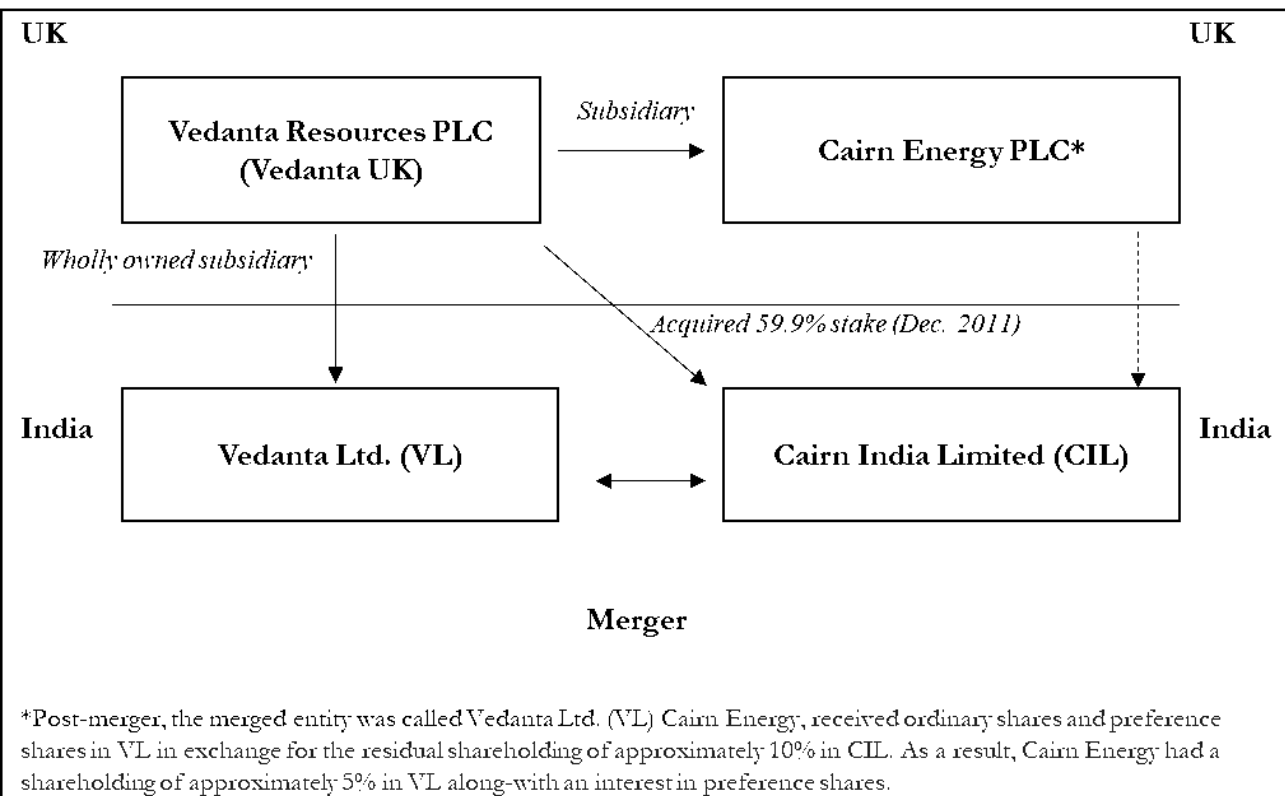 UK
UK
Vedanta Resources PLC
(Vedanta UK)
Subsidiary
Cairn Energy PLC*
Wholly owned subsidiary
Acquired 59.9% stake (Dec. 2011)
India
Vedanta Ltd. (VL)
Cairn India Limited (CIL)
India
Merger
*Post-merger, the merged entity was called Vedanta Ltd. (VL) Cairn Energy, received ordinary shares and preference
shares in VL in exchange for the residual shareholding of approximately 10% in CIL. As a result, Cairn Energy had a
shareholding of approximately 5% in VL along-with an interest in preference shares.